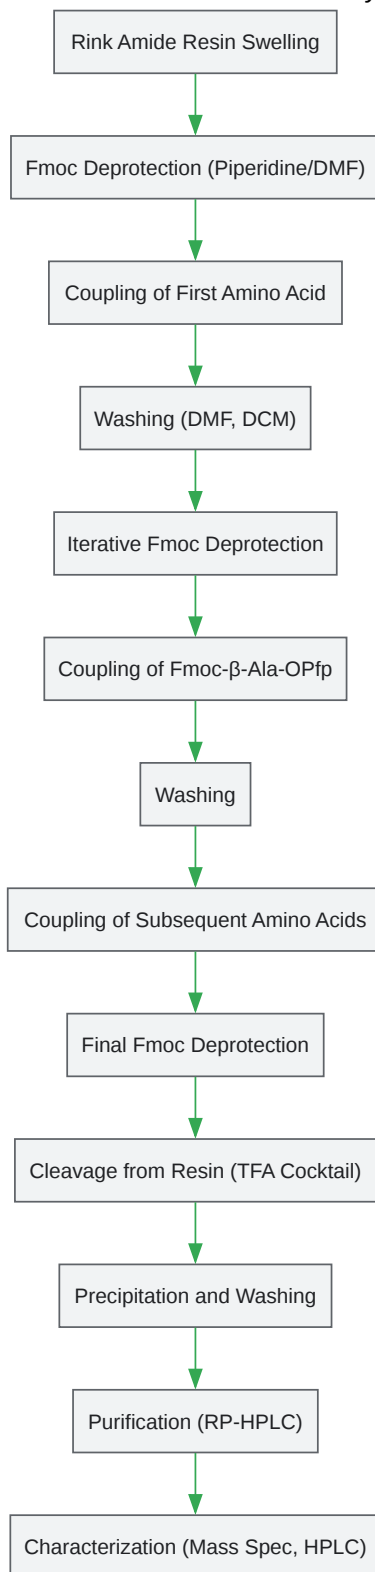 Rink Amide Resin Swelling
Fmoc Deprotection (Piperidine/DMF)
Coupling of First Amino Acid
Washing (DMF, DCM)
Iterative Fmoc Deprotection
Coupling of Fmoc-β-Ala-OPfp
Washing
Coupling of Subsequent Amino Acids
Final Fmoc Deprotection
Cleavage from Resin (TFA Cocktail)
Precipitation and Washing
Purification (RP-HPLC)
Characterization (Mass Spec, HPLC)